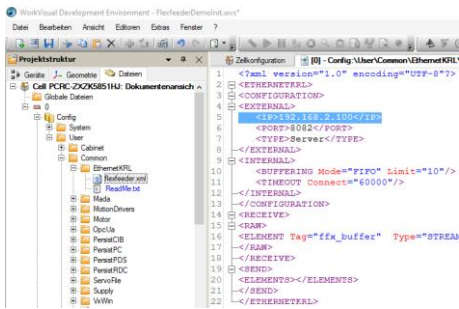 WorkVisual Development Environment - FlexfeederDemoInit.wvs*
Datei Bearbeiten Ansicht Editoren Extras Fenster ?
Projektstruktur
Geräte Geometrie Dateien
Cell PCRC-ZXZK5851HJ: Dokumentenansich
Globale Dateien
0
Config
System
User
Cabinet
Common
EthernetKRL
flexfeeder.xml
ReadMe.txt
Mada
MotionDrivers
Motor
OpcUa
PersistCIB
PersistPC
PersistPDS
PersistRDC
ServoFile
Supply
VxWin
Zellkonfiguration [0] - Config:\User\Common\EthernetKRL\
1 <?xml version="1.0" encoding="UTF-8"?>
2 <ETHERNETKRL>
3 <CONFIGURATION>
4 <EXTERNAL>
5 <IP>192.168.2.100</IP>
6 <PORT>8082</PORT>
7 <TYPE>Server</TYPE>
8 </EXTERNAL>
9 <INTERNAL>
10 <BUFFERING Mode="FIFO" Limit="10"/>
11 <TIMEOUT Connect="60000"/>
12 </INTERNAL>
13 </CONFIGURATION>
14 <RECEIVE>
15 <RAW>
16 <ELEMENT Tag="ffx_buffer" Type="STREAM
17 </RAW>
18 </RECEIVE>
19 <SEND>
20 <ELEMENTS></ELEMENTS>
21 </SEND>
22 </ETHERNETKRL>